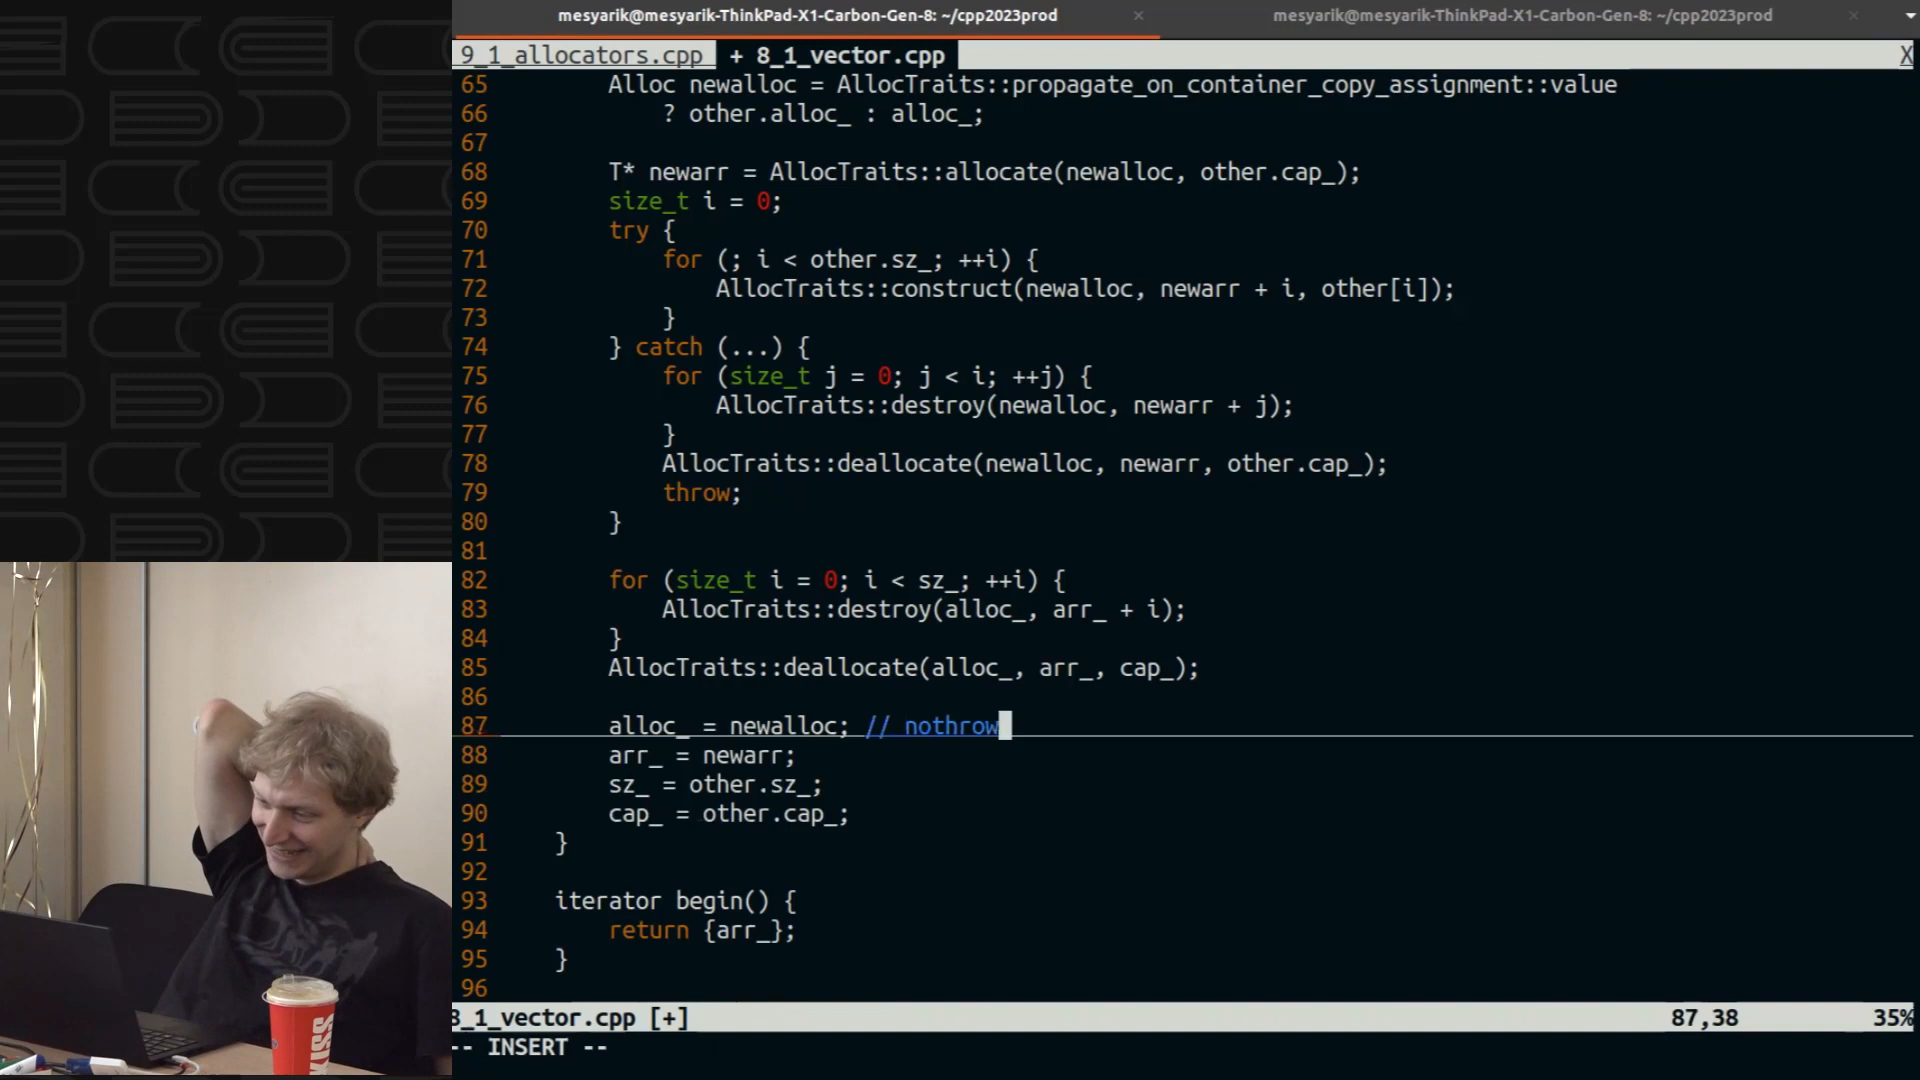 mesyarik@mesyarik-ThinkPad-X1-Carbon-Gen-8: ~/cpp2023prod × mesyarik@mesyarik-ThinkPad-X1-Carbon-Gen-8: ~/cpp2023prod ×
9_1_allocators.cpp + 8_1_vector.cpp X
65 Alloc newalloc = AllocTraits::propagate_on_container_copy_assignment::value
66 ? other.alloc_ : alloc_;
67
68 T* newarr = AllocTraits::allocate(newalloc, other.cap_);
69 size_t i = 0;
70 try {
71 for (; i < other.sz_; ++i) {
72 AllocTraits::construct(newalloc, newarr + i, other[i]);
73 }
74 } catch (...) {
75 for (size_t j = 0; j < i; ++j) {
76 AllocTraits::destroy(newalloc, newarr + j);
77 }
78 AllocTraits::deallocate(newalloc, newarr, other.cap_);
79 throw;
80 }
81
82 for (size_t i = 0; i < sz_; ++i) {
83 AllocTraits::destroy(alloc_, arr_ + i);
84 }
85 AllocTraits::deallocate(alloc_, arr_, cap_);
86
87 alloc_ = newalloc; // nothrow
88 arr_ = newarr;
89 sz_ = other.sz_;
90 cap_ = other.cap_;
91 }
92
93 iterator begin() {
94 return {arr_};
95 }
96
8_1_vector.cpp [+] 87,38 35%
-- INSERT --